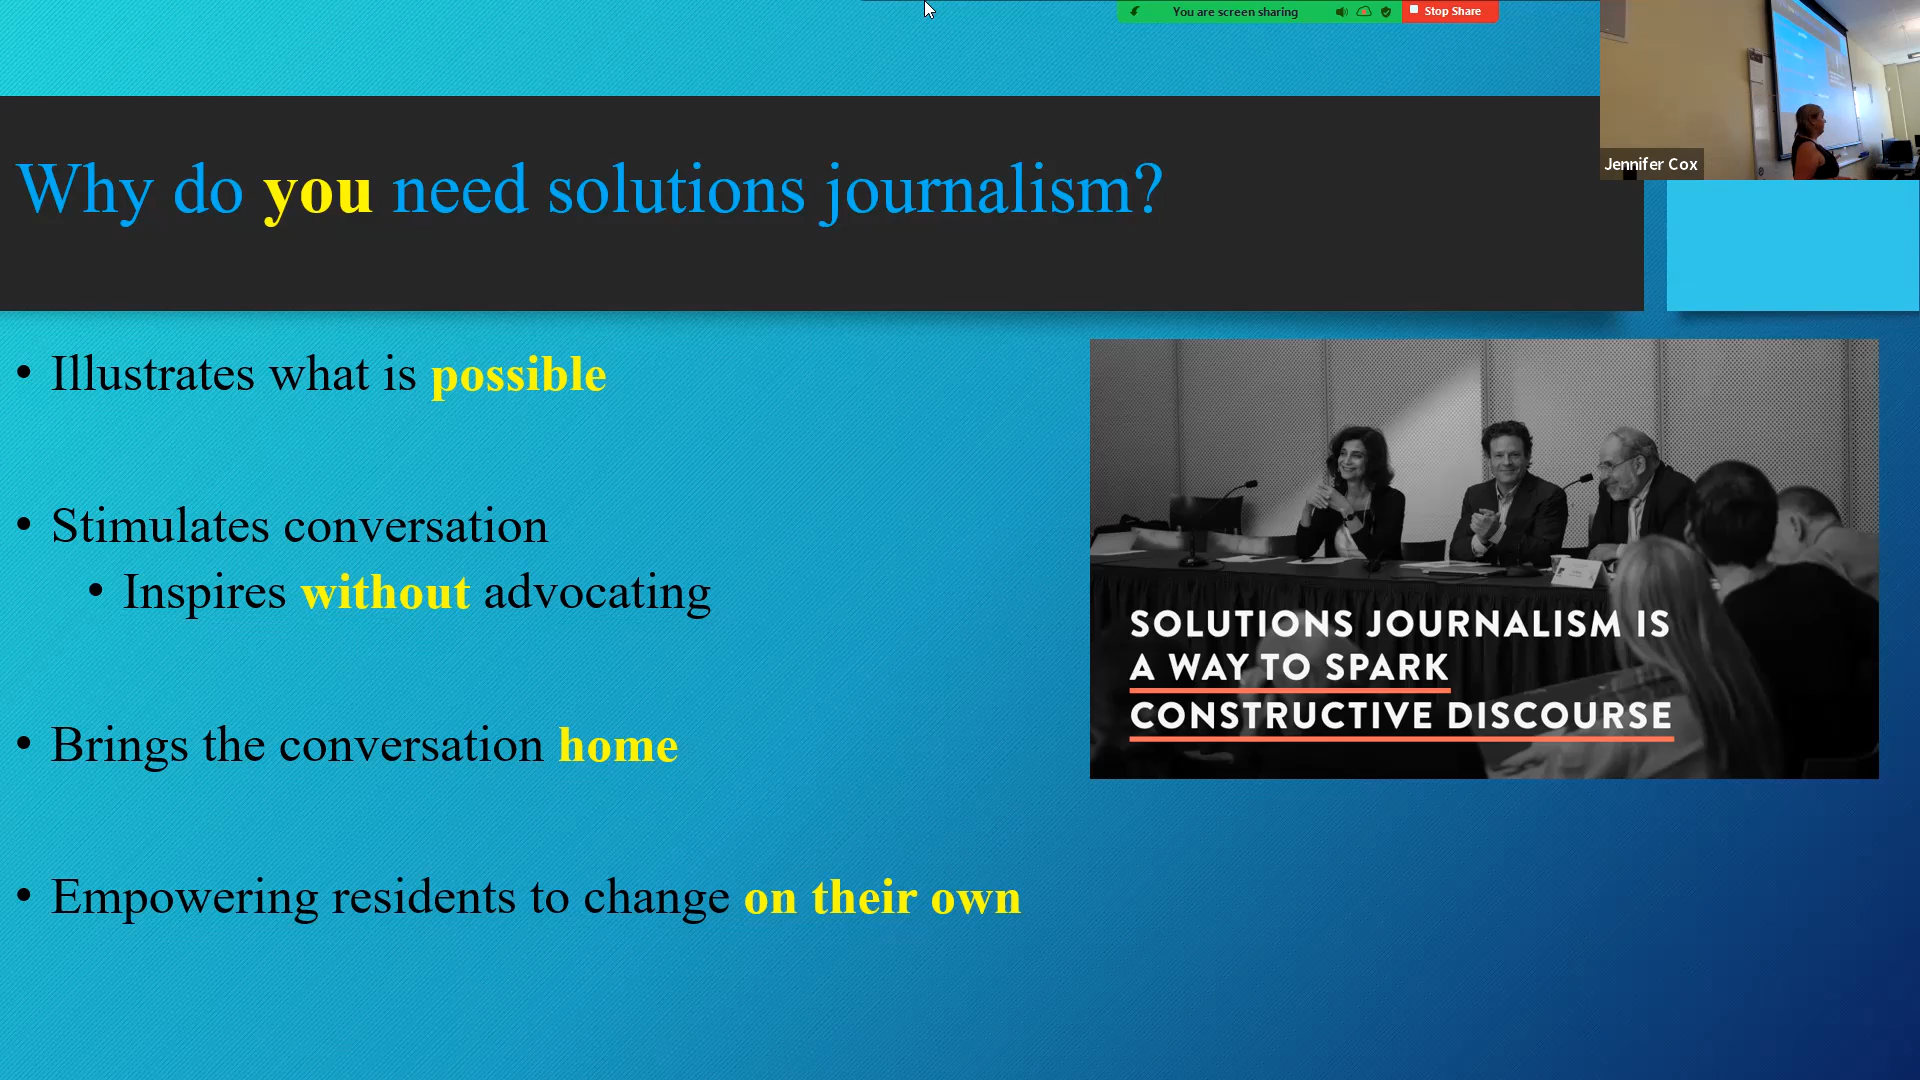 You are screen sharing
Stop Share
Jennifer Cox
Why do you need solutions journalism?
• Illustrates what is possible
• Stimulates conversation
• Inspires without advocating
• Brings the conversation home
• Empowering residents to change on their own
SOLUTIONS JOURNALISM IS
A WAY TO SPARK
CONSTRUCTIVE DISCOURSE